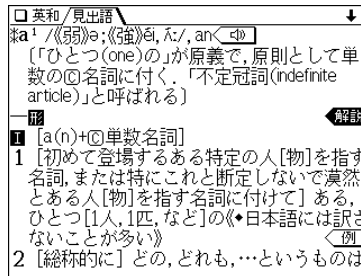 英和/見出語 ↓
※a¹ /《弱》ə;《強》éi, ʌ:/, an
〔「ひとつ(one)の」が原義で,原則として単
数のⒸ名詞に付く.「不定冠詞(indefinite
article)」と呼ばれる〕
―形 解説
Ⅰ [a(n)+Ⓒ単数名詞]
1 [初めて登場するある特定の人[物]を指す
名詞,または特にこれと断定しないで漠然
とある人[物]を指す名詞に付けて] ある,
ひとつ[1人,1匹,など]の《◆日本語には訳さ
ないことが多い》 例
2 [総称的に] どの,どれも,…というものは